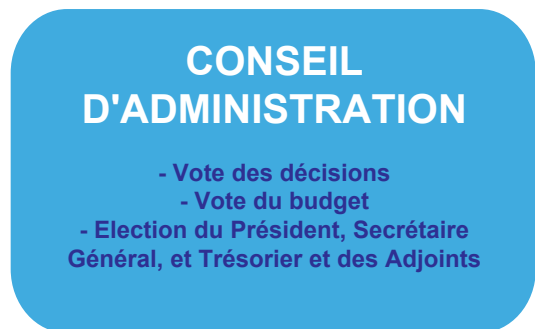 CONSEIL
D'ADMINISTRATION
- Vote des décisions
- Vote du budget
- Election du Président, Secrétaire
Général, et Trésorier et des Adjoints